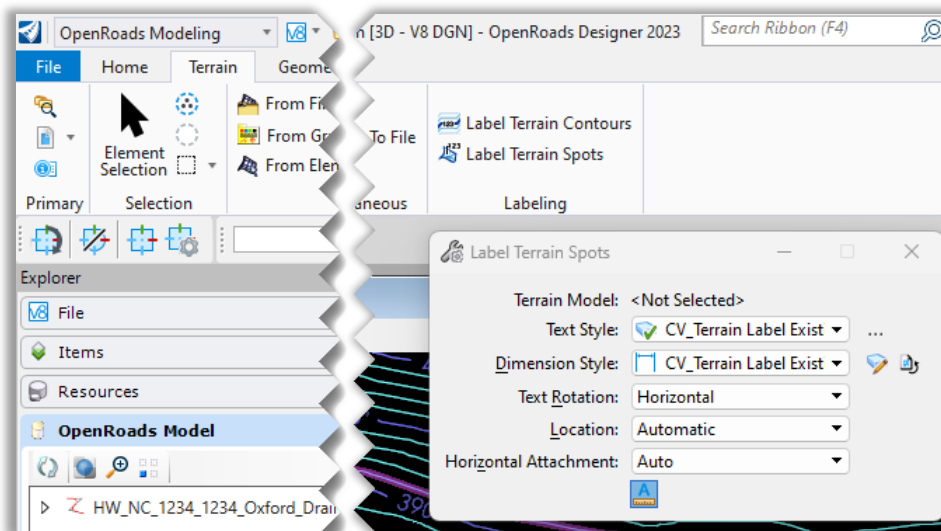 OpenRoads Modeling
[3D - V8 DGN] - OpenRoads Designer 2023
Search Ribbon (F4)
File
Home
Terrain
Geome
From Fi
From Gr
From Elem
To File
Label Terrain Contours
Label Terrain Spots
Element
Selection
Primary
Selection
aneous
Labeling
Explorer
File
Items
Resources
OpenRoads Model
HW_NC_1234_1234_Oxford_Drain
390
Label Terrain Spots
Terrain Model: <Not Selected>
Text Style: CV_Terrain Label Exist ...
Dimension Style: CV_Terrain Label Exist
Text Rotation: Horizontal
Location: Automatic
Horizontal Attachment: Auto
A